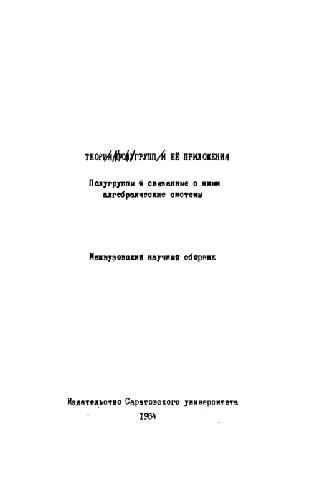 ТЕОРИЯ ПОЛУГРУПП И ЕЁ ПРИЛОЖЕНИЯ
Полугруппы и связанные с ними
алгебраические системы
Межвузовский научный сборник
Издательство Саратовского университета
1984